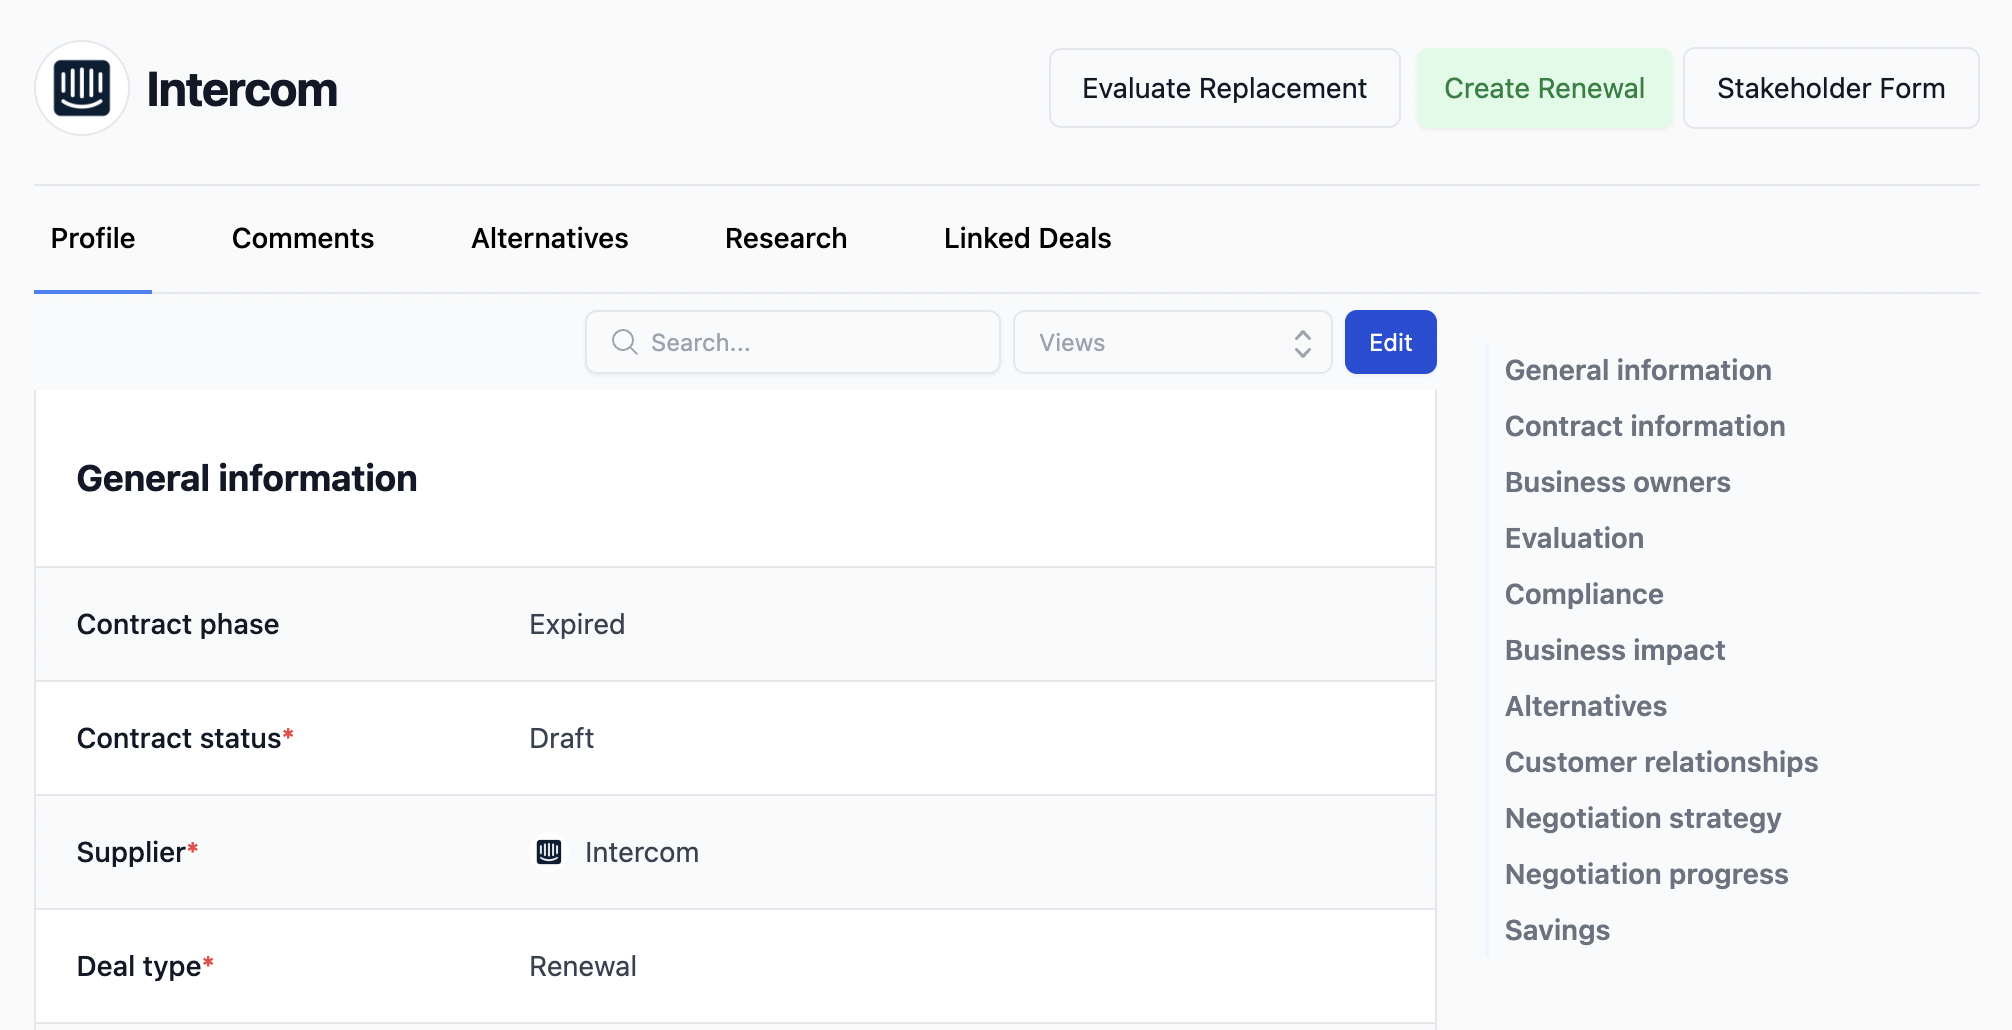 Intercom
Evaluate Replacement
Create Renewal
Stakeholder Form
Profile
Comments
Alternatives
Research
Linked Deals
Search...
Views
Edit
General information
Contract phase
Expired
Contract status*
Draft
Supplier*
Intercom
Deal type*
Renewal
General information
Contract information
Business owners
Evaluation
Compliance
Business impact
Alternatives
Customer relationships
Negotiation strategy
Negotiation progress
Savings